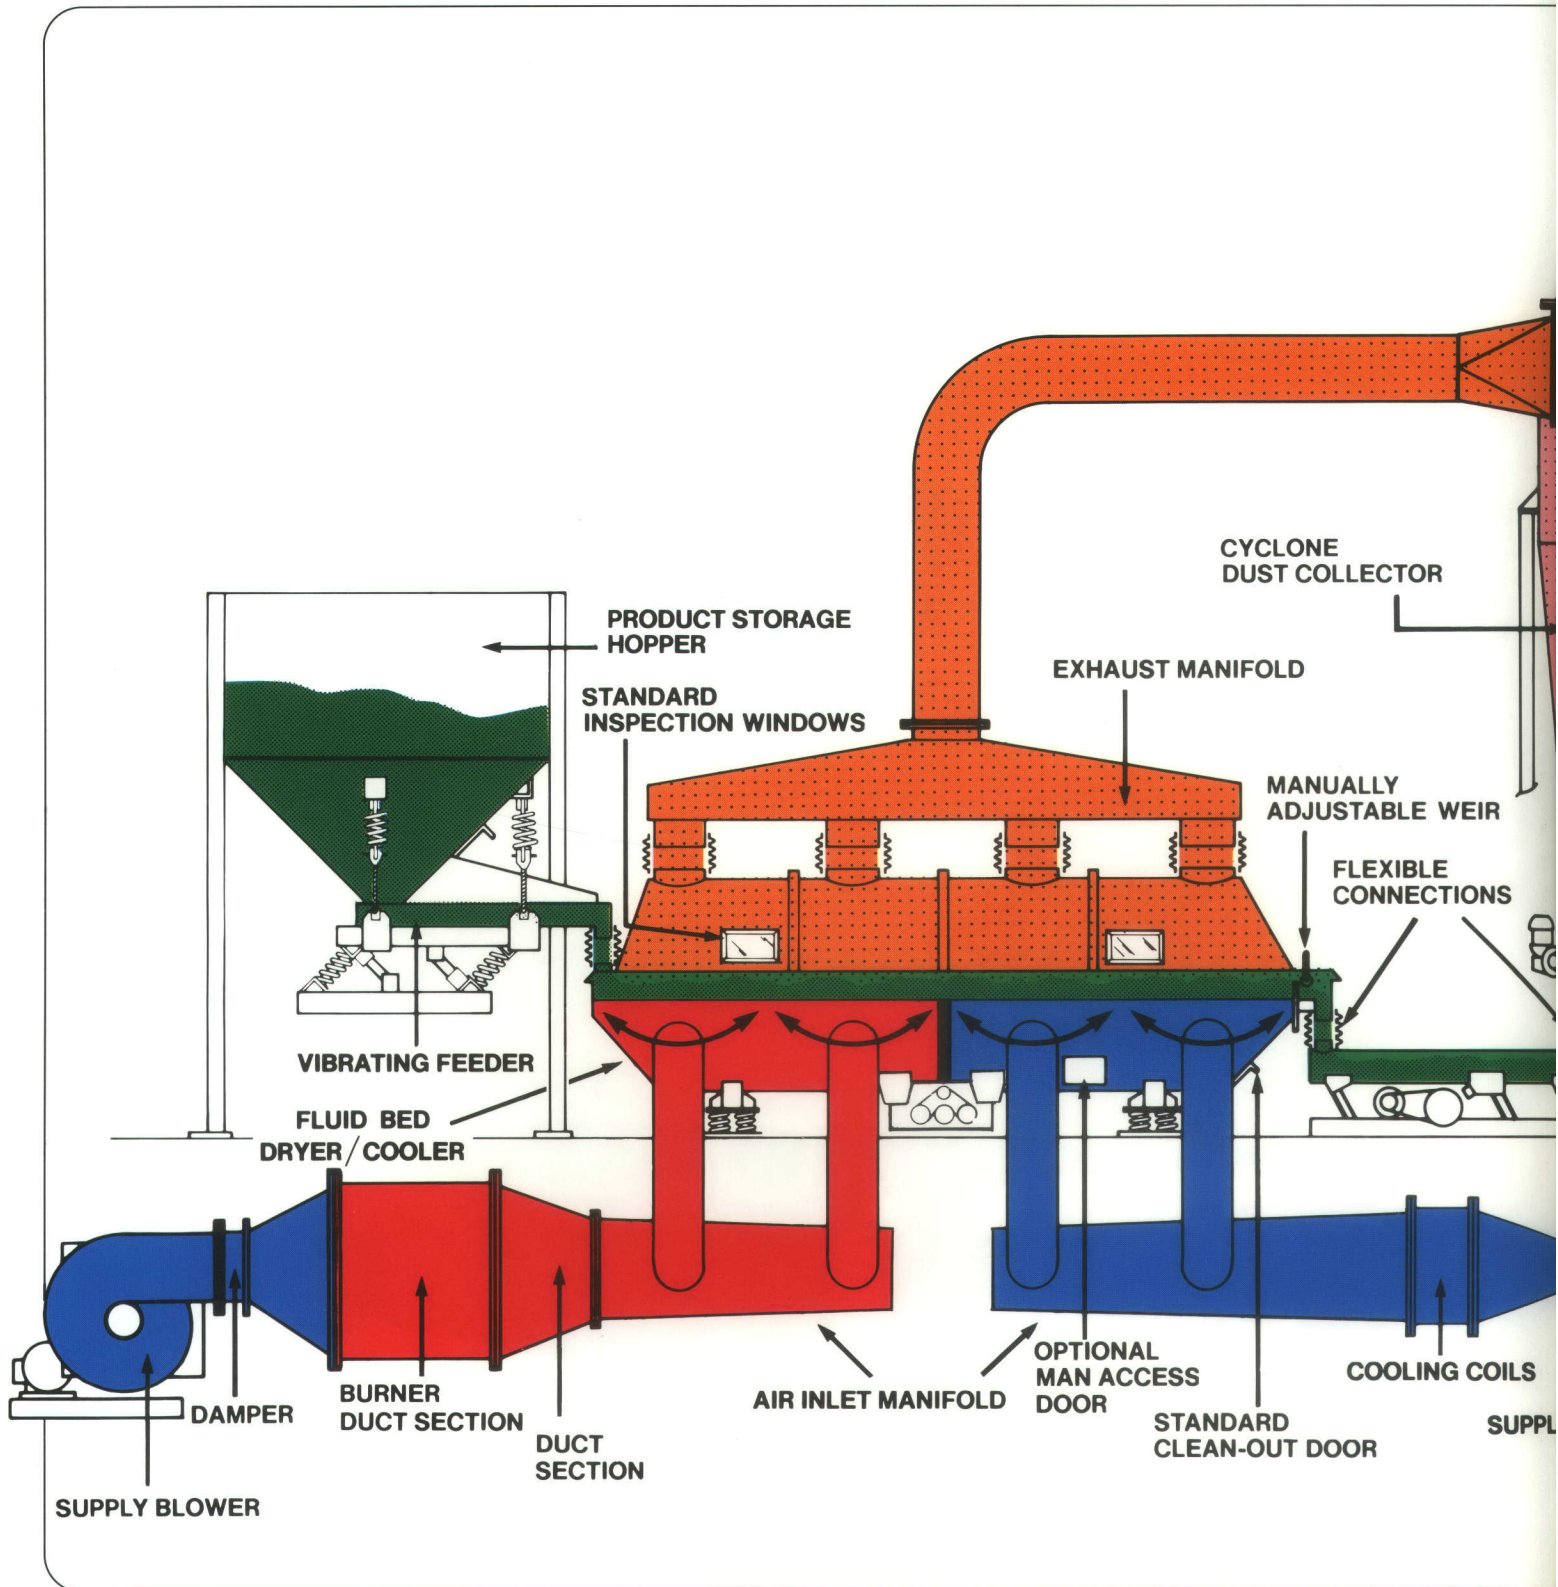 CYCLONE
DUST COLLECTOR
PRODUCT STORAGE
HOPPER
EXHAUST MANIFOLD
STANDARD
INSPECTION WINDOWS
MANUALLY
ADJUSTABLE WEIR
FLEXIBLE
CONNECTIONS
VIBRATING FEEDER
FLUID BED
DRYER/COOLER
OPTIONAL
MAN ACCESS
DOOR
COOLING COILS
BURNER
DUCT SECTION
AIR INLET MANIFOLD
DAMPER
STANDARD
CLEAN-OUT DOOR
SUPPL
DUCT
SECTION
SUPPLY BLOWER